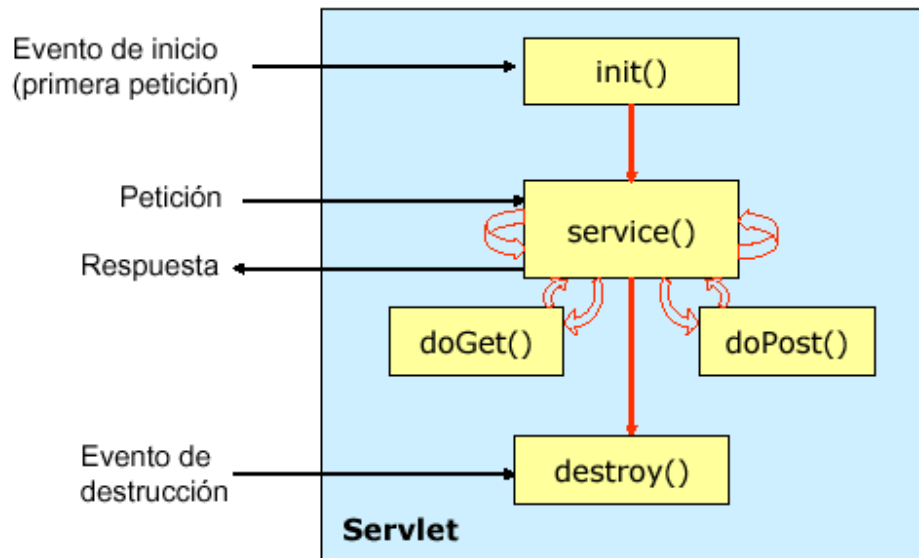 Evento de inicio
(primera petición)
init()
Petición
service()
Respuesta
doGet()
doPost()
Evento de
destrucción
destroy()
Servlet